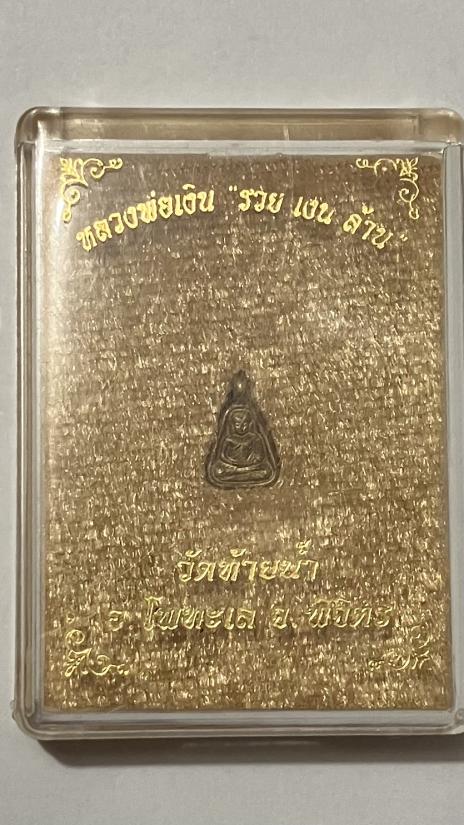 หลวงพ่อเงิน "รวย เงิน ล้าน"
วัดท้ายน้ำ
อ. โพทะเล จ. พิจิตร